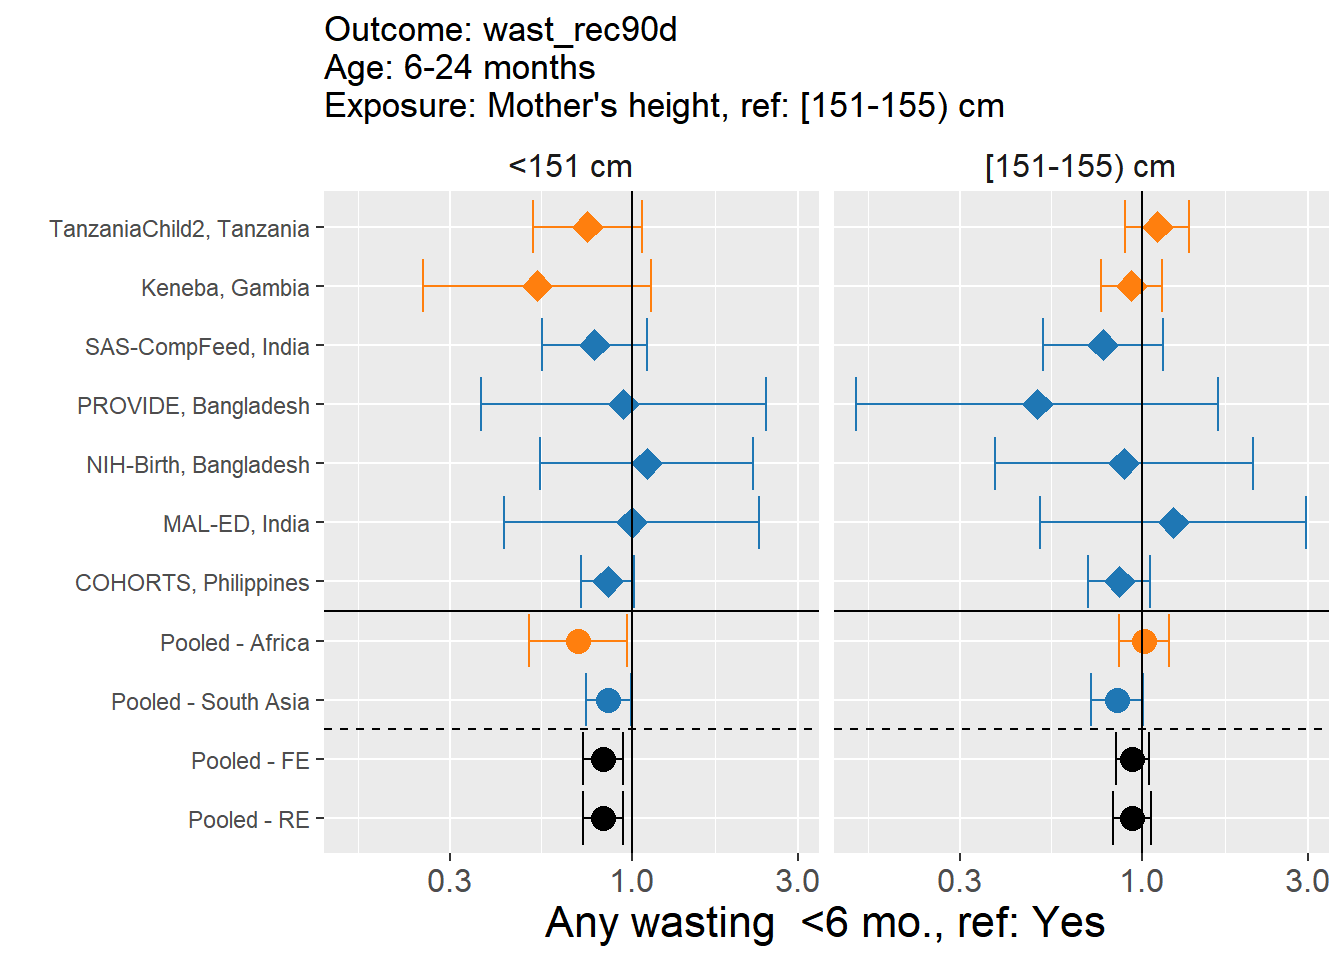 Outcome: wast_rec90d
Age: 6-24 months
Exposure: Mother's height, ref: [151-155) cm
<151 cm
[151-155) cm
TanzaniaChild2, Tanzania
Keneba, Gambia
SAS-CompFeed, India
PROVIDE, Bangladesh
NIH-Birth, Bangladesh
MAL-ED, India
COHORTS, Philippines
Pooled - Africa
Pooled - South Asia
Pooled - FE
Pooled - RE
0.3 1.0 3.0 0.3 1.0 3.0
Any wasting  <6 mo., ref: Yes